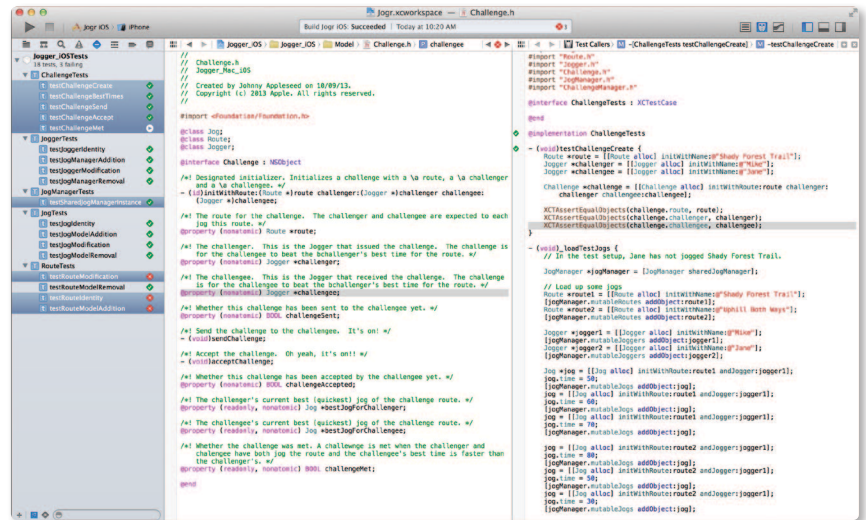 Jogr.xcworkspace — Challenge.h
Jogr iOS
iPhone
Build Jogr iOS: Succeeded | Today at 10:20 AM
Jogger_iOS
Jogger_iOS
Model
Challenge.h
challengee
Test Callers
-[ChallengeTests testChallengeCreate]
-testChallengeCreate
Jogger_iOSTests
18 tests, 3 failing
ChallengeTests
testChallengeCreate
testChallengeBestTimes
testChallengeSend
testChallengeAccept
testChallengeMet
JoggerTests
testJoggerIdentity
testJogManagerAddition
testJoggerModification
testJogManagerRemoval
JogManagerTests
testSharedJogManagerInstance
JogTests
testJogIdentity
testJogModelAddition
testJogModification
testJogModelRemoval
RouteTests
testRouteModification
testRouteModelRemoval
testRouteIdentity
testRouteModelAddition
//
// Challenge.h
// Jogger_Mac_iOS
//
// Created by Johnny Appleseed on 10/09/13.
// Copyright (c) 2013 Apple. All rights reserved.
//
#import <Foundation/Foundation.h>
@class Jog;
@class Route;
@class Jogger;
@interface Challenge : NSObject
/*! Designated initializer. Initializes a challenge with a \a route, a \a challenger
and a \a challengee. */
- (id)initWithRoute:(Route *)route challenger:(Jogger *)challenger challengee:
(Jogger *)challengee;
/*! The route for the challenge. The challenger and challengee are expected to each
jog this route. */
@property (nonatomic) Route *route;
/*! The challenger. This is the Jogger that issued the challenge. The challenge is
for the challengee to beat the bchallenger's best time for the route. */
@property (nonatomic) Jogger *challenger;
/*! The challengee. This is the Jogger that received the challenge. The challenge
is for the challengee to beat the bchallenger's best time for the route. */
@property (nonatomic) Jogger *challengee;
/*! Whether this challenge has been sent to the challengee yet. */
@property (nonatomic) BOOL challengeSent;
/*! Send the challenge to the challengee. It's on! */
- (void)sendChallenge;
/*! Accept the challenge. Oh yeah, it's on!! */
- (void)acceptChallenge;
/*! Whether this challenge has been accepted by the challengee yet. */
@property (nonatomic) BOOL challengeAccepted;
/*! The challenger's current best (quickest) jog of the challenge route. */
@property (readonly, nonatomic) Jog *bestJogForChallenger;
/*! The challengee's current best (quickest) jog of the challenge route. */
@property (readonly, nonatomic) Jog *bestJogForChallengee;
/*! Whether the challenge was met. A challewnge is met when the challenger and
chalengee have both jog the route and the challengee's best time is faster than
the challenger's. */
@property (readonly, nonatomic) BOOL challengeMet;
@end
#import "Route.h"
#import "Jogger.h"
#import "Challenge.h"
#import "JogManager.h"
@interface ChallengeTests : XCTestCase
@end
@implementation ChallengeTests
- (void)testChallengeCreate {
Route *route = [[Route alloc] initWithName:@"Shady Forest Trail"];
Jogger *challenger = [[Jogger alloc] initWithName:@"Mike"];
Jogger *challengee = [[Jogger alloc] initWithName:@"Jane"];
Challenge *challenge = [[Challenge alloc] initWithRoute:route challenger:
challenger challengee:challengee];
XCTAssertEqualObjects(challenge.route, route);
XCTAssertEqualObjects(challenge.challenger, challenger);
XCTAssertEqualObjects(challenge.challengee, challengee);
}
- (void)_loadTestJogs {
// In the test setup, Jane has not jogged Shady Forest Trail.
JogManager *jogManager = [JogManager sharedJogManager];
// Load up some jogs
Route *route1 = [[Route alloc] initWithName:@"Shady Forest Trail"];
[jogManager.mutableRoutes addObject:route1];
Route *route2 = [[Route alloc] initWithName:@"Uphill Both Ways"];
[jogManager.mutableRoutes addObject:route2];
Jogger *jogger1 = [[Jogger alloc] initWithName:@"Mike"];
[jogManager.mutableJoggers addObject:jogger1];
Jogger *jogger2 = [[Jogger alloc] initWithName:@"Jane"];
[jogManager.mutableJoggers addObject:jogger2];
Jog *jog = [[Jog alloc] initWithRoute:route1 andJogger:jogger1];
jog.time = 50;
[jogManager.mutableJogs addObject:jog];
jog = [[Jog alloc] initWithRoute:route1 andJogger:jogger1];
jog.time = 60;
[jogManager.mutableJogs addObject:jog];
jog = [[Jog alloc] initWithRoute:route1 andJogger:jogger1];
jog.time = 70;
[jogManager.mutableJogs addObject:jog];
jog = [[Jog alloc] initWithRoute:route2 andJogger:jogger1];
jog.time = 80;
[jogManager.mutableJogs addObject:jog];
jog = [[Jog alloc] initWithRoute:route2 andJogger:jogger1];
jog.time = 50;
[jogManager.mutableJogs addObject:jog];
jog = [[Jog alloc] initWithRoute:route2 andJogger:jogger1];
jog.time = 30;
[jogManager.mutableJogs addObject:jog];